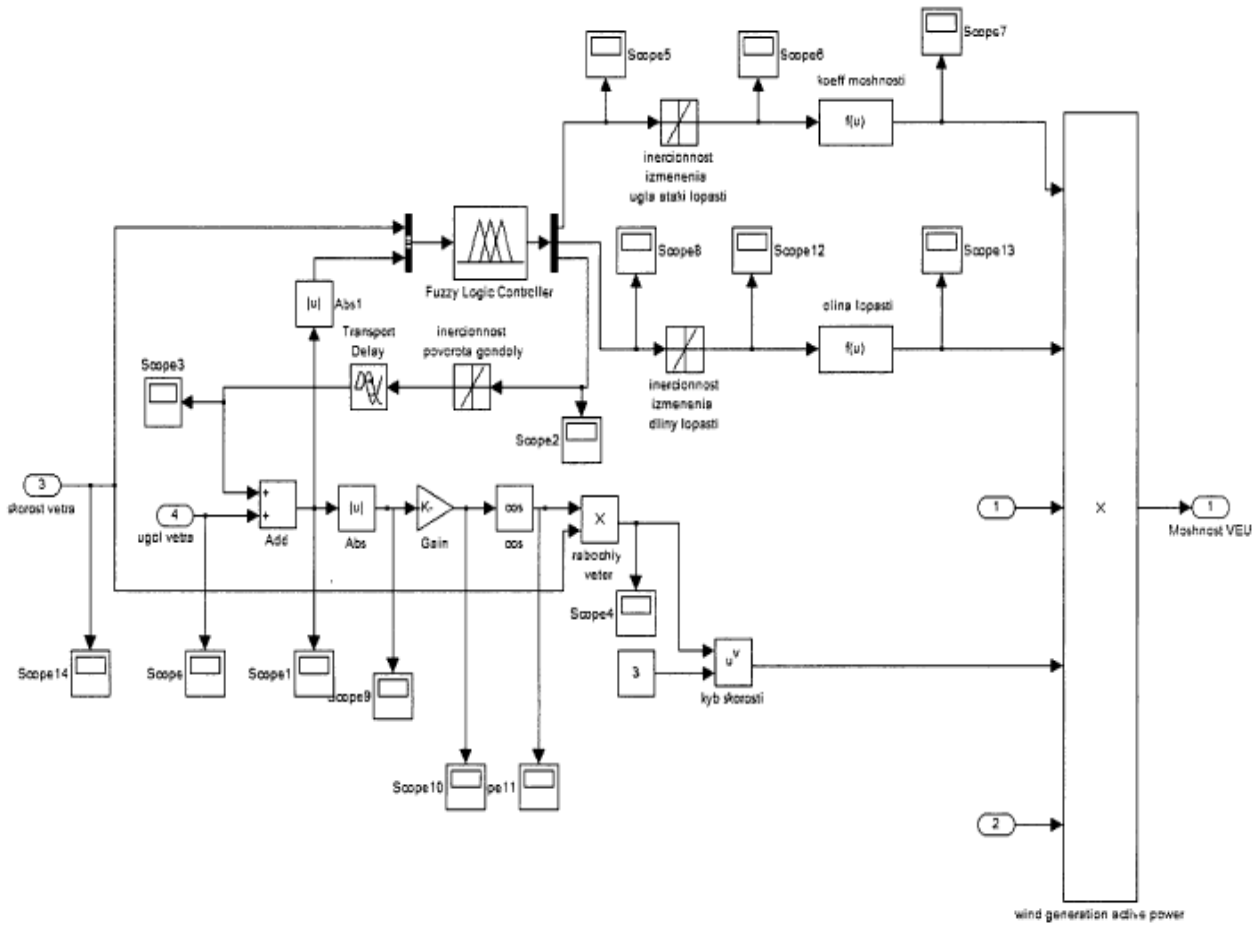 Scope5
Scope6
Scope7
koeff moshnosti
f(u)
inercionnost
izmenenia
ugla ataki lopasti
Scope8
Scope12
Scope13
Fuzzy Logic Controller
|u|
Abs1
dlina lopasti
f(u)
Transport
Delay
inercionnost
povorota gondoly
inercionnost
izmenenia
dliny lopasti
Scope3
Scope2
3
skorost vetra
4
ugol vetra
+
+
Add
|u|
Abs
K-
Gain
cos
cos
X
rabochiy
veter
1
X
1
Moshnost VEU
Scope4
Scope14
Scope
Scope1
Scope9
3
u^v
kyb skorosti
Scope10
pe11
2
wind generation active power